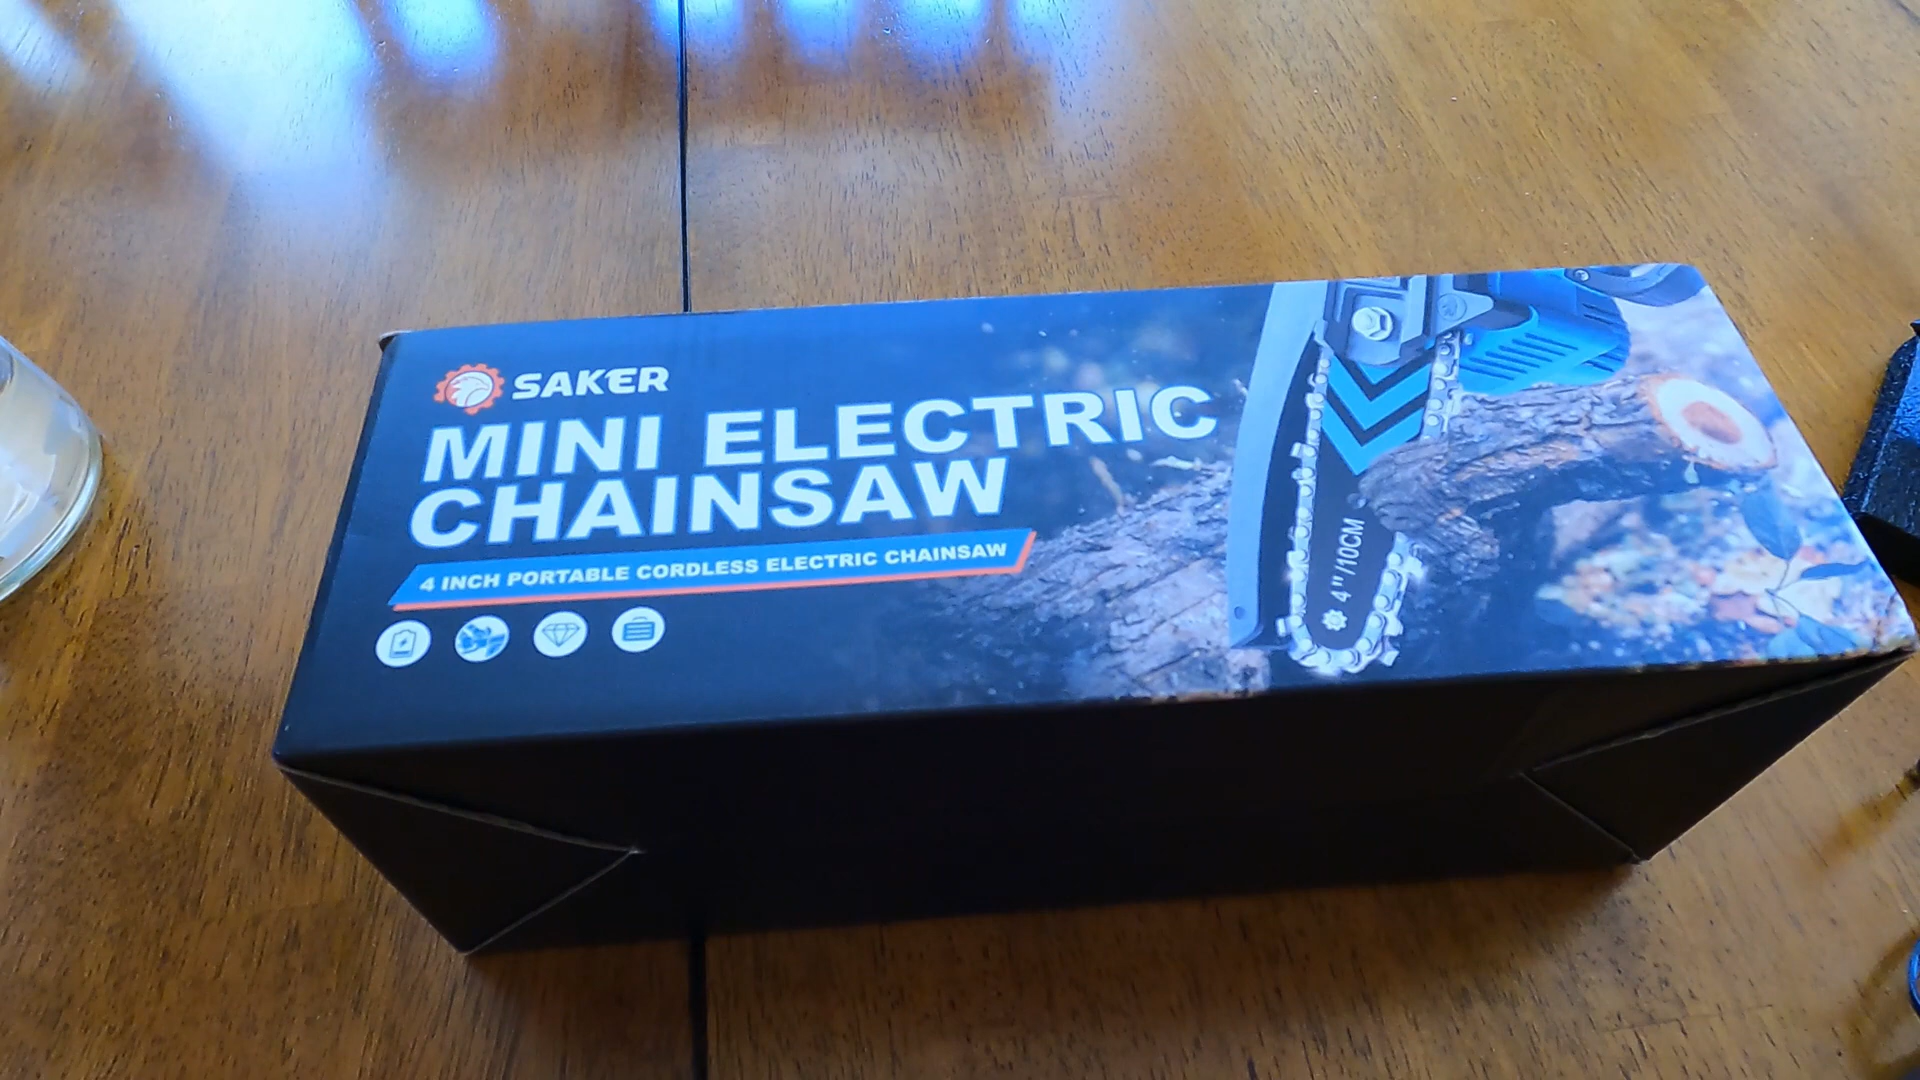 SAKER
MINI ELECTRIC
CHAINSAW
4 INCH PORTABLE CORDLESS ELECTRIC CHAINSAW
4"/10CM